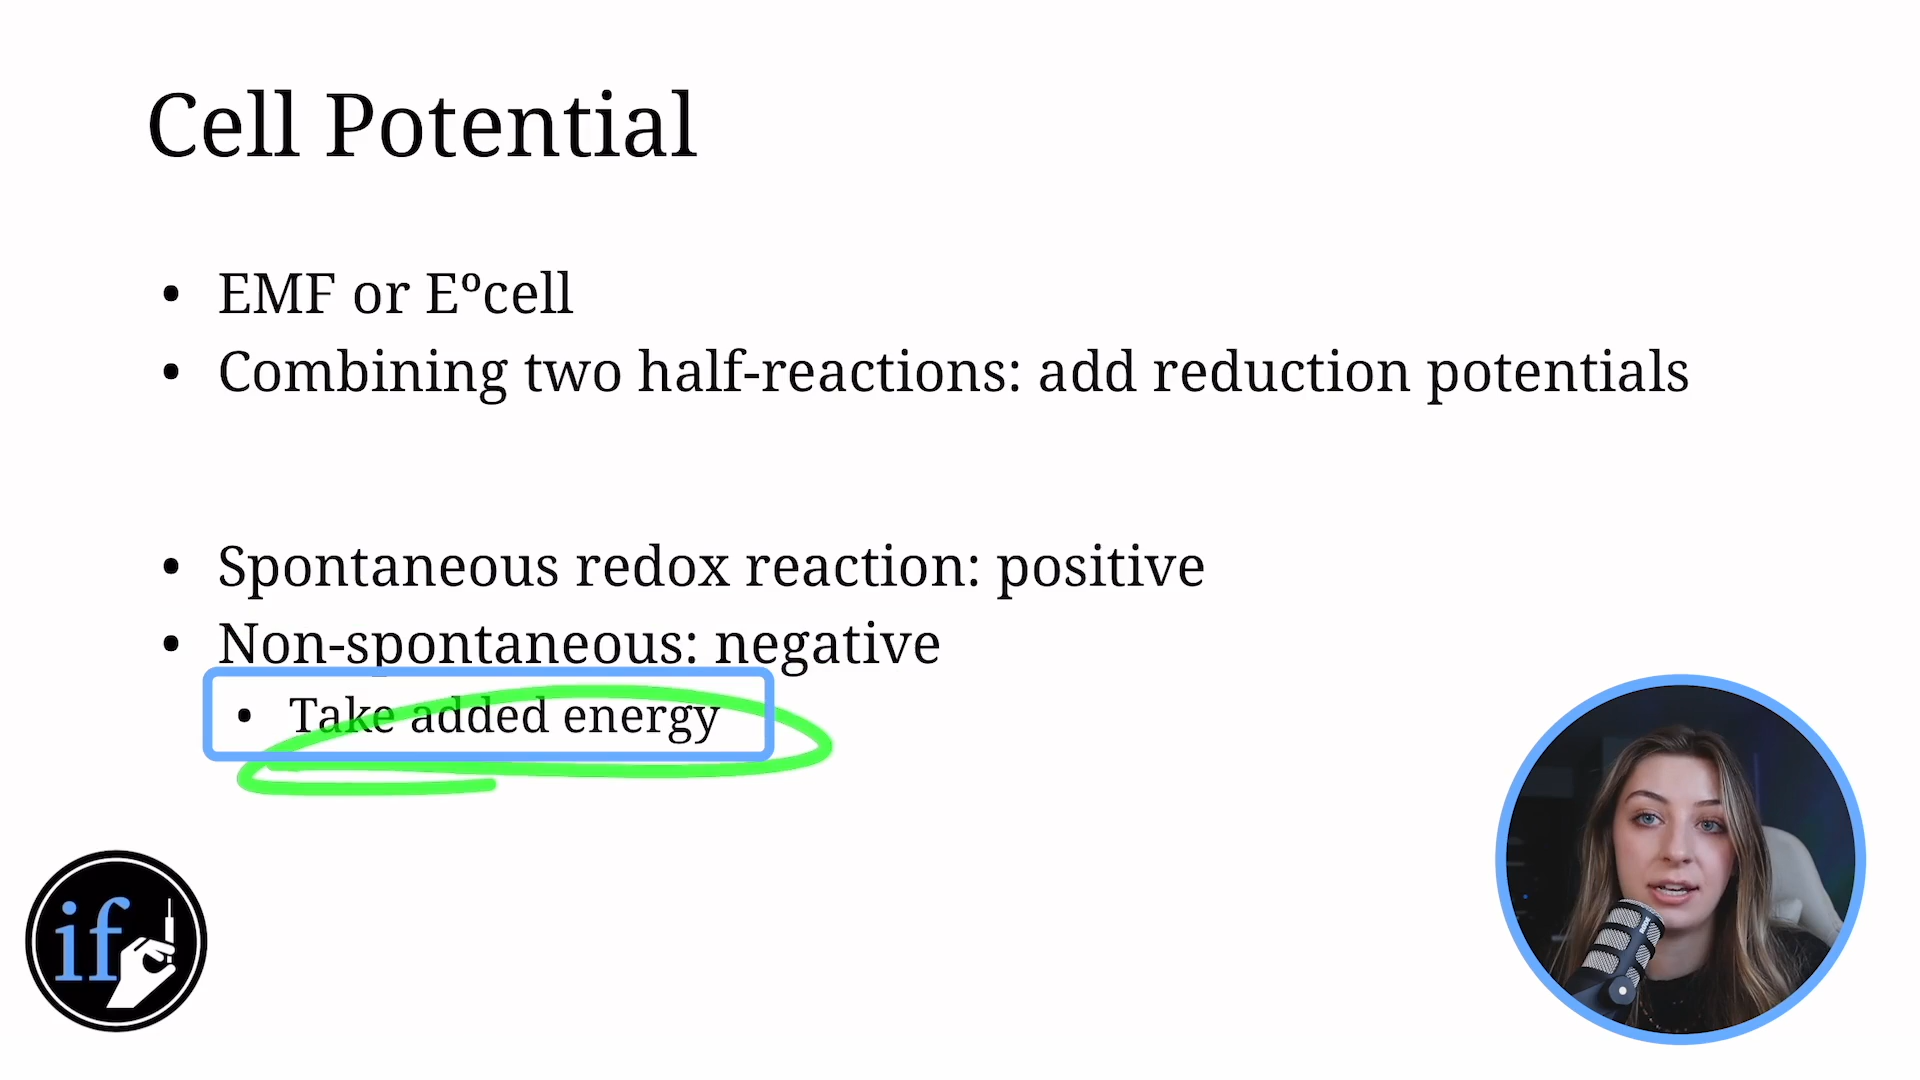 Cell Potential
• EMF or Eºcell
• Combining two half-reactions: add reduction potentials
• Spontaneous redox reaction: positive
• Non-spontaneous: negative
• Take added energy
if